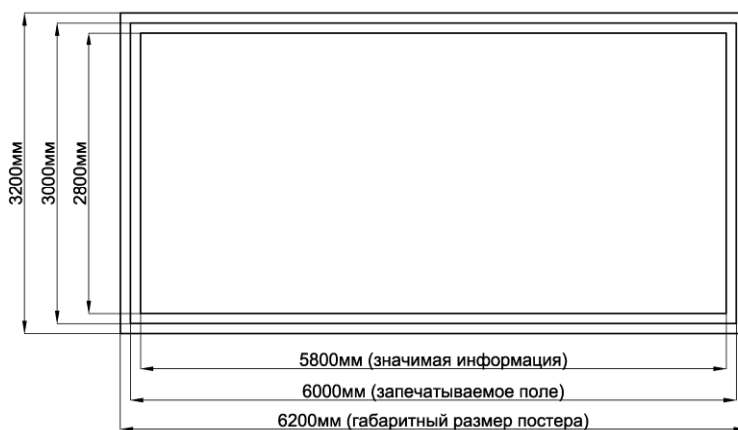 3200мм
3000мм
2800мм
5800мм (значимая информация)
6000мм (запечатываемое поле)
6200мм (габаритный размер постера)